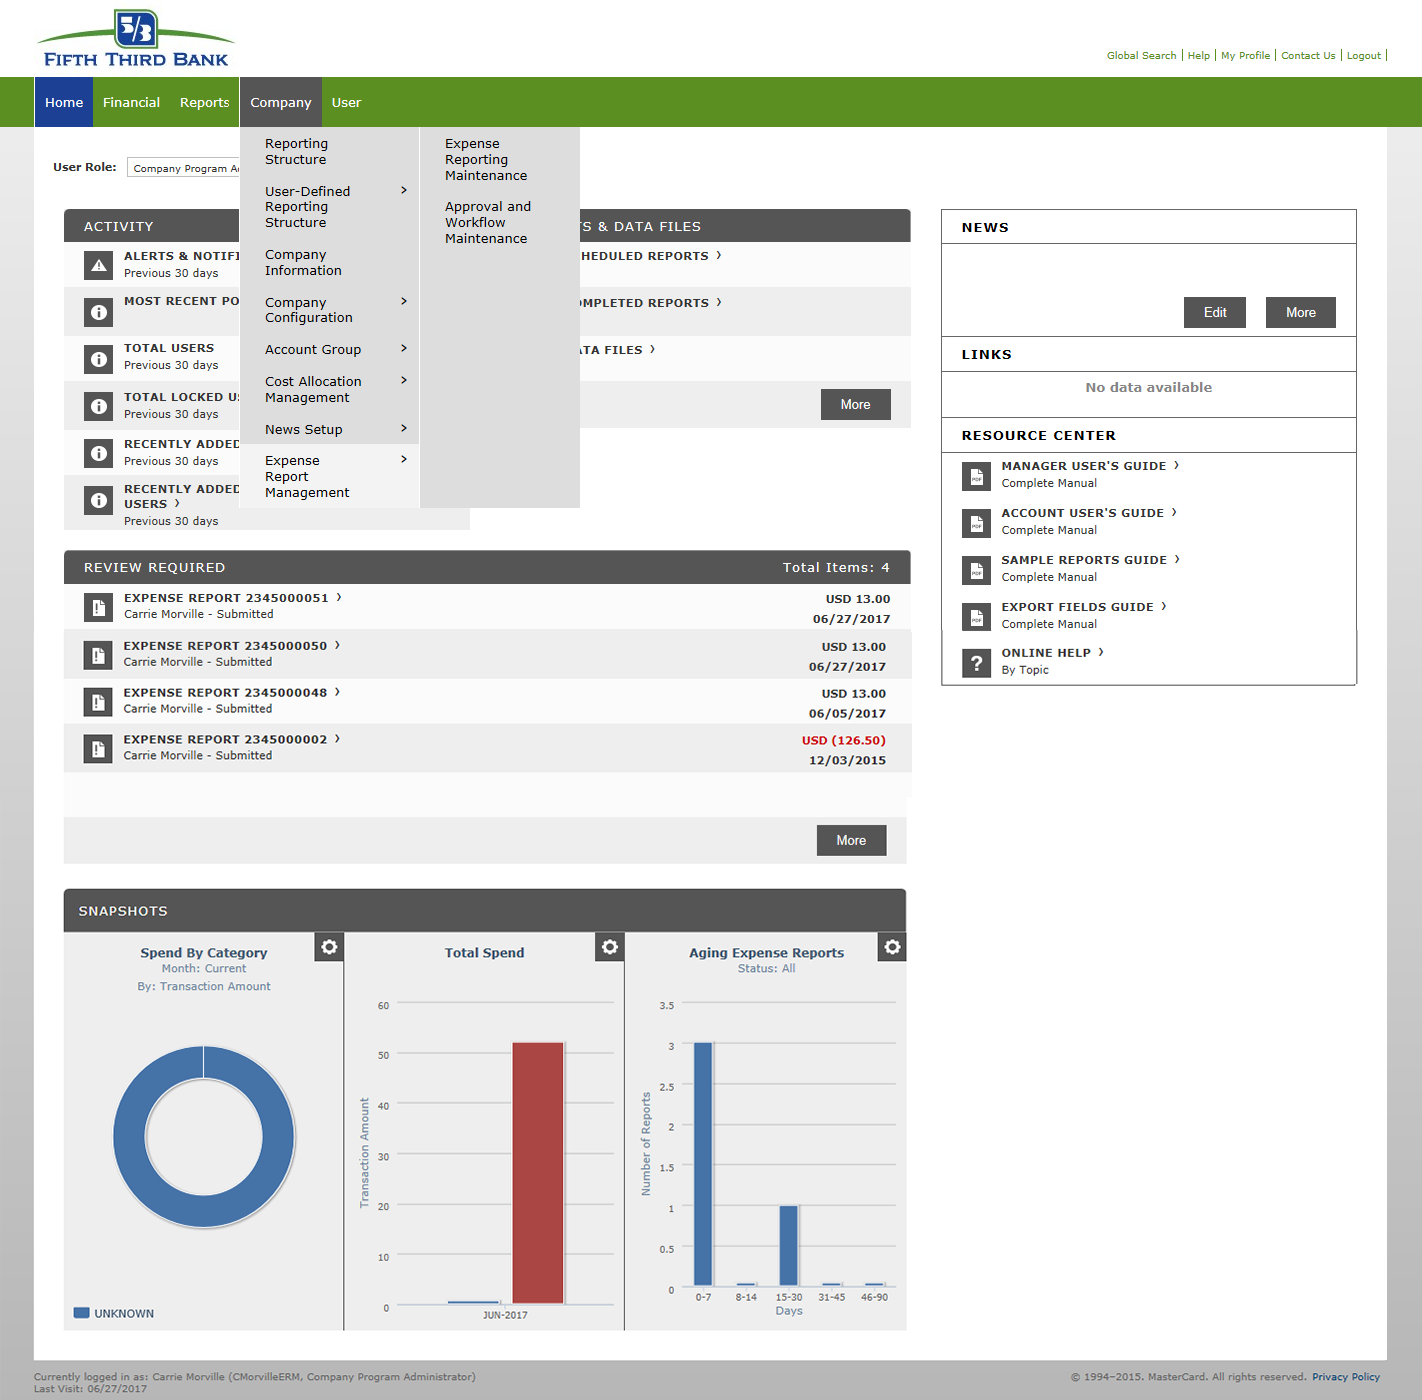 5/3
FIFTH THIRD BANK
Global Search | Help | My Profile | Contact Us | Logout |
Home Financial Reports Company User
User Role: Company Program
Reporting
Structure
User-Defined >
Reporting
Structure
Company
Information
Company >
Configuration
Account Group >
Cost Allocation >
Management
News Setup >
Expense >
Report
Management
Expense
Reporting
Maintenance
Approval and
Workflow
Maintenance
ACTIVITY
ALERTS &
Previous 30 days
MOST RECENT
TOTAL USERS
Previous 30 days
TOTAL LOCKED
Previous 30 days
RECENTLY ADDED
Previous 30 days
RECENTLY ADDED
USERS >
Previous 30 days
& DATA FILES
REPORTS >
REPORTS >
FILES >
More
NEWS
Edit More
LINKS
No data available
RESOURCE CENTER
MANAGER USER'S GUIDE >
Complete Manual
ACCOUNT USER'S GUIDE >
Complete Manual
SAMPLE REPORTS GUIDE >
Complete Manual
EXPORT FIELDS GUIDE >
Complete Manual
ONLINE HELP >
By Topic
REVIEW REQUIRED Total Items: 4
EXPENSE REPORT 2345000051 > USD 13.00
Carrie Morville - Submitted 06/27/2017
EXPENSE REPORT 2345000050 > USD 13.00
Carrie Morville - Submitted 06/27/2017
EXPENSE REPORT 2345000048 > USD 13.00
Carrie Morville - Submitted 06/05/2017
EXPENSE REPORT 2345000002 > USD (126.50)
Carrie Morville - Submitted 12/03/2015
More
SNAPSHOTS
Spend By Category
Month: Current
By: Transaction Amount
UNKNOWN
Total Spend
Transaction Amount
60
50
40
30
20
10
0
JUN-2017
Aging Expense Reports
Status: All
Number of Reports
3.5
3
2.5
2
1.5
1
0.5
0
0-7 8-14 15-30 31-45 46-90
Days
Currently logged in as: Carrie Morville (CMorvilleERM, Company Program Administrator)
Last Visit: 06/27/2017
© 1994–2015. MasterCard. All rights reserved. Privacy Policy